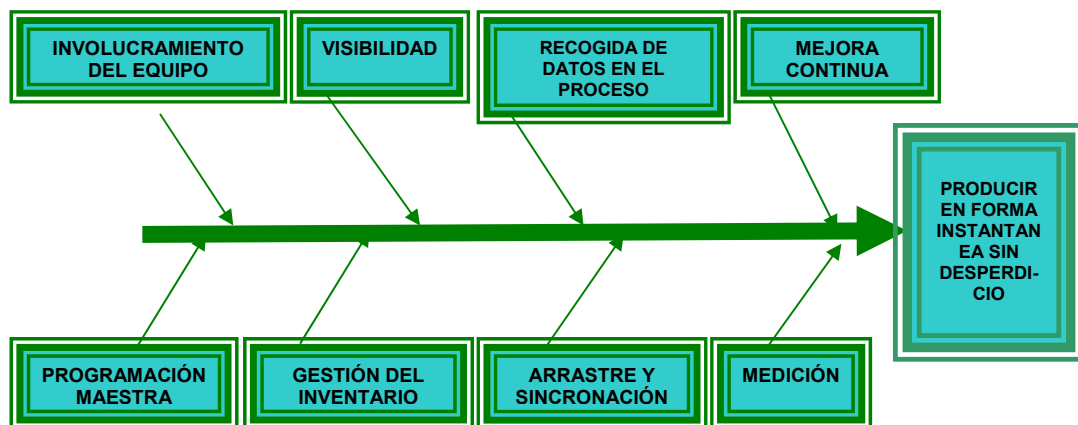 INVOLUCRAMIENTO
DEL EQUIPO
VISIBILIDAD
RECOGIDA DE
DATOS EN EL
PROCESO
MEJORA
CONTINUA
PRODUCIR
EN FORMA
INSTANTAN
EA SIN
DESPERDI-
CIO
PROGRAMACIÓN
MAESTRA
GESTIÓN DEL
INVENTARIO
ARRASTRE Y
SINCRONACIÓN
MEDICIÓN